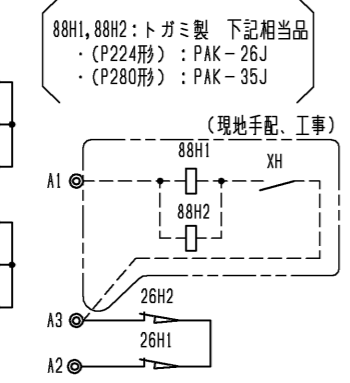 88H1,88H2:トガミ製 下記相当品
・(P224形):PAK-26J
・(P280形):PAK-35J
(現地手配、工事)
88H1
XH
A1
88H2
26H2
A3
26H1
A2